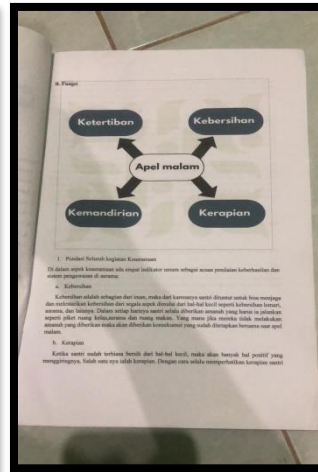 B. Fungsi
Ketertiban
Kebersihan
Apel malam
Kemandirian
Kerapian
1. Pondasi Seluruh kegiatan Keasramaan
Di dalam aspek keasramaan ada empat indikator umum sebagai acuan penilaian keberhasilan dan
sistem pengawasan di asrama:
a. Kebersihan
Kebersihan adalah sebagian dari iman, maka dari karenanya santri dituntut untuk bisa menjaga
dan melestarikan kebersihan dari segala aspek dimulai dari hal-hal kecil seperti kebersihan lemari,
asrama, dan lainnya. Dalam setiap harinya santri selalu diberikan amanah yang harus ia jalankan
seperti piket ruang kelas,asrama dan ruang makan. Yang mana jika mereka tidak melakukan
amanah yang diberikan maka akan diberikan konsekuensi yang sudah ditetapkan bersama saat apel
malam.
b. Kerapian
Ketika santri sudah terbiasa bersih dari hal-hal kecil, maka akan banyak hal positif yang
menggiringnya. Salah satu nya ialah kerapian. Dengan cara selalu memperhatikan kerapian santri